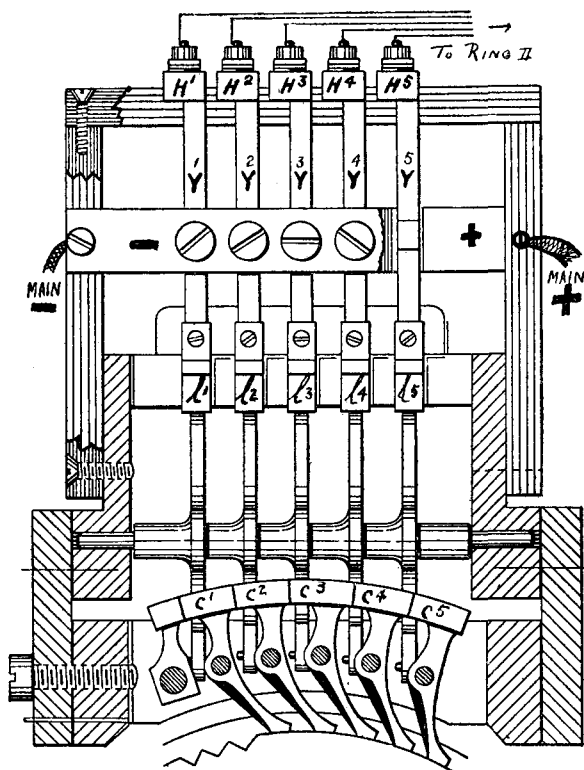 →
To Ring II
H1 H2 H3 H4 H5
1 2 3 4 5
Y Y Y Y Y
− +
MAIN − MAIN +
l1 l2 l3 l4 l5
C1 C2 C3 C4 C5